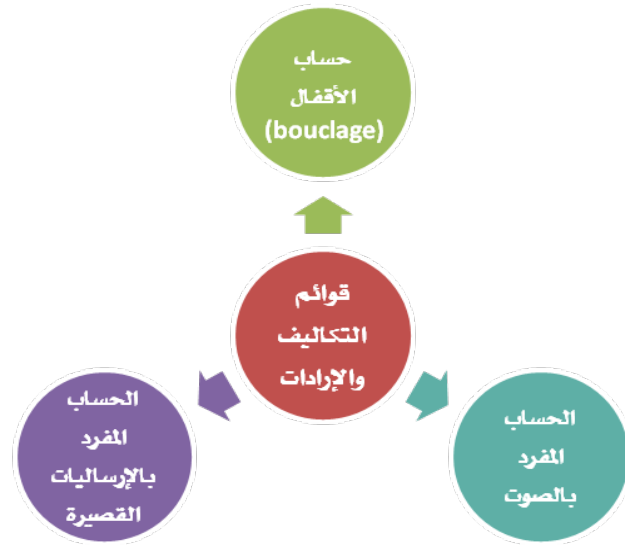 حساب
الأقفال
(bouclage)
قوائم
التكاليف
والإرادات
الحساب
المفرد
بالصوت
الحساب
المفرد
بالإرساليات
القصيرة